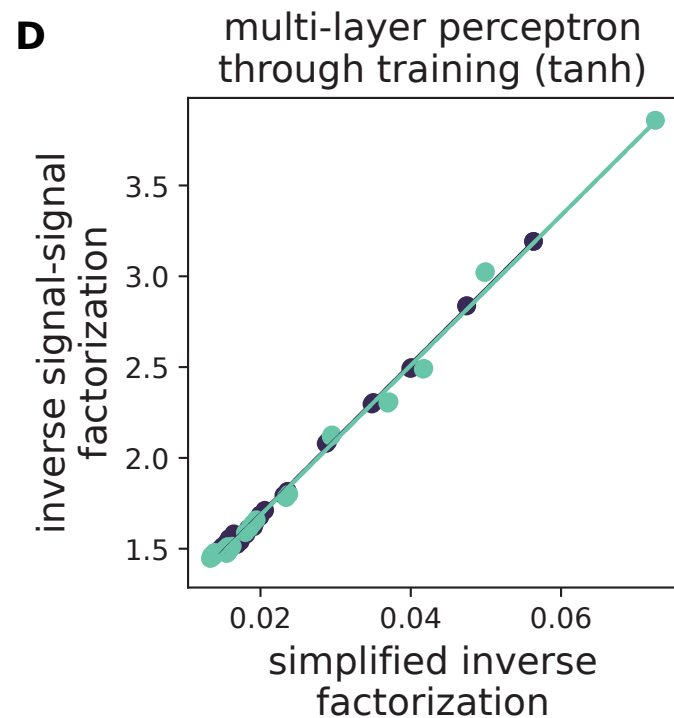 D
multi-layer perceptron
through training (tanh)
inverse signal-signal
factorization
3.5
3.0
2.5
2.0
1.5
0.02
0.04
0.06
simplified inverse
factorization